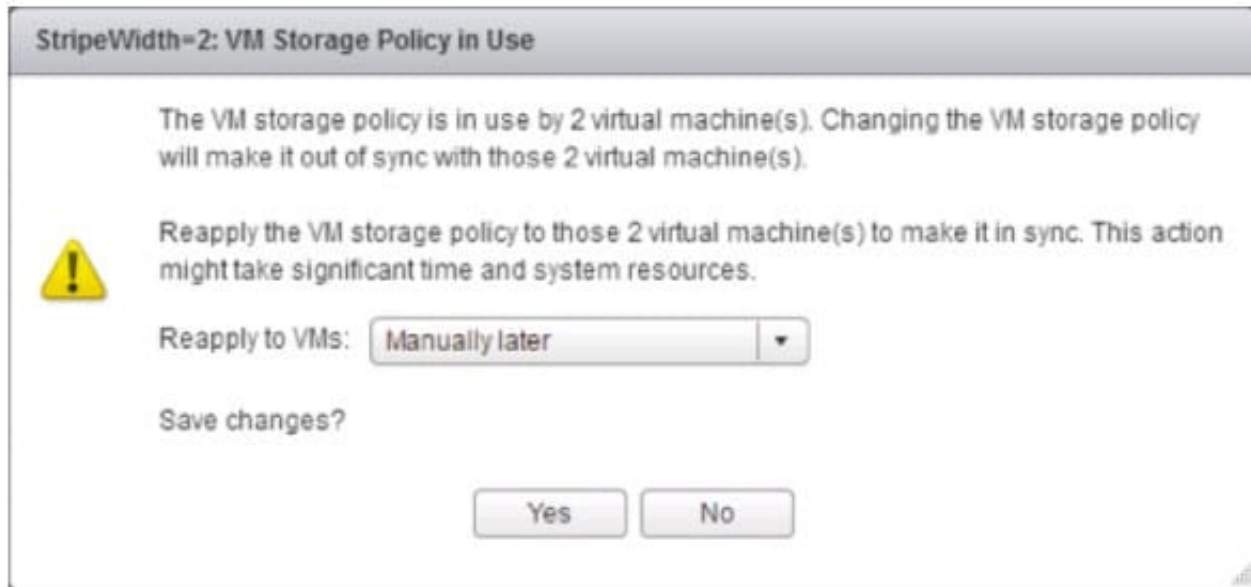 StripeWidth=2: VM Storage Policy in Use
The VM storage policy is in use by 2 virtual machine(s). Changing the VM storage policy
will make it out of sync with those 2 virtual machine(s).
Reapply the VM storage policy to those 2 virtual machine(s) to make it in sync. This action
might take significant time and system resources.
Reapply to VMs: Manually later
Save changes?
Yes No